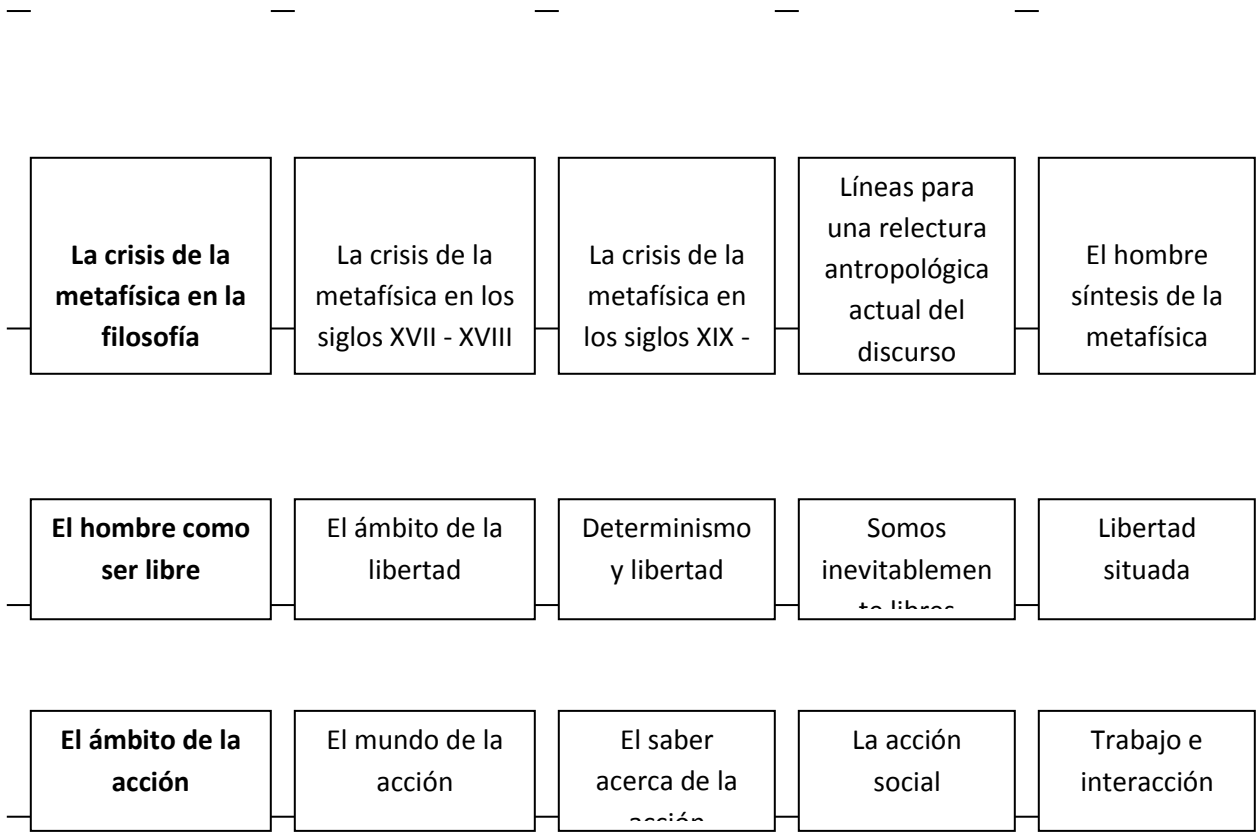 La crisis de la
metafísica en la
filosofía
La crisis de la
metafísica en los
siglos XVII - XVIII
La crisis de la
metafísica en
los siglos XIX -
Líneas para
una relectura
antropológica
actual del
discurso
El hombre
síntesis de la
metafísica
El hombre como
ser libre
El ámbito de la
libertad
Determinismo
y libertad
Somos
inevitablemen
te libres
Libertad
situada
El ámbito de la
acción
El mundo de la
acción
El saber
acerca de la
acción
La acción
social
Trabajo e
interacción